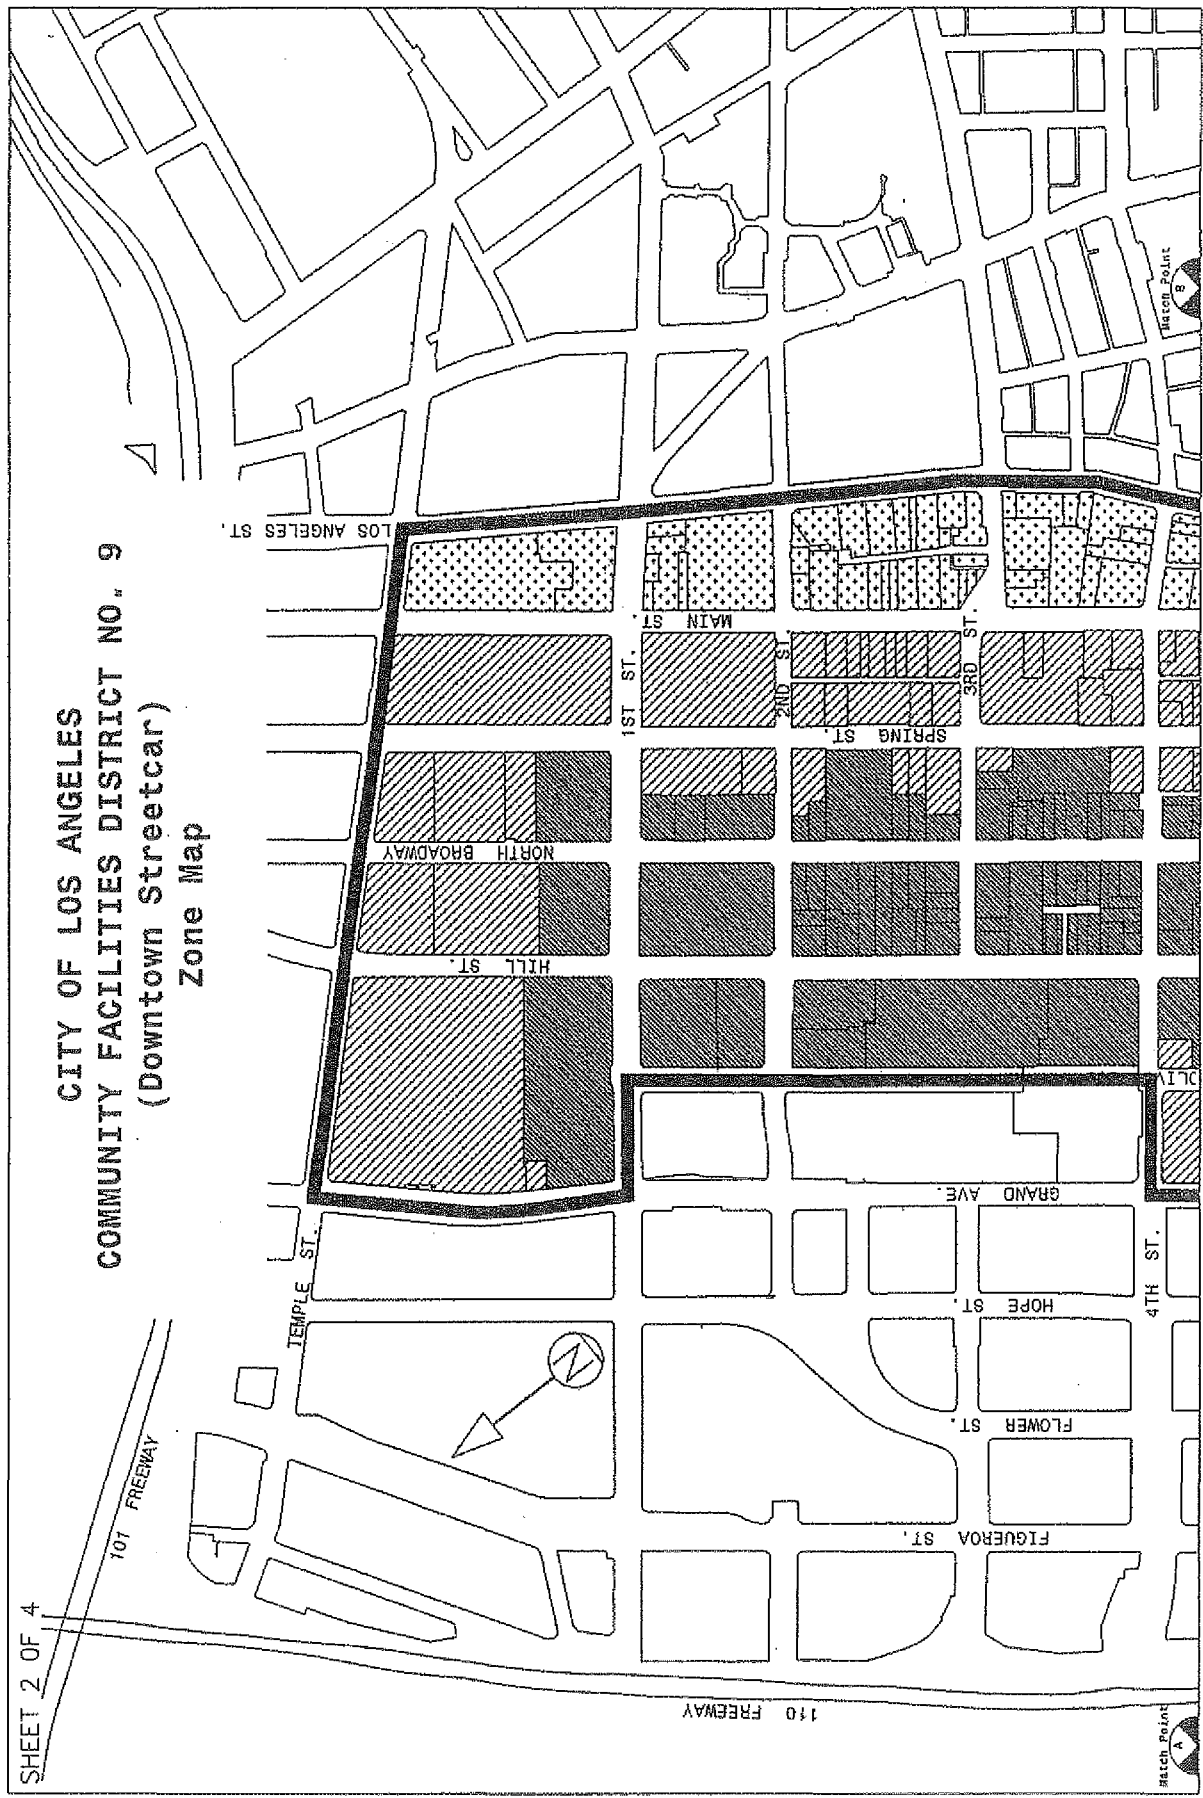 SHEET 2 OF 4
CITY OF LOS ANGELES
COMMUNITY FACILITIES DISTRICT NO. 9
(Downtown Streetcar)
Zone Map
101 FREEWAY
TEMPLE ST.
LOS ANGELES ST.
N
NORTH BROADWAY
HILL ST.
1ST ST.
MAIN ST.
2ND ST.
SPRING ST.
3RD ST.
GRAND AVE.
HOPE ST.
FLOWER ST.
FIGUEROA ST.
4TH ST.
OLIV
110 FREEWAY
Match Point
A
Match Point
B